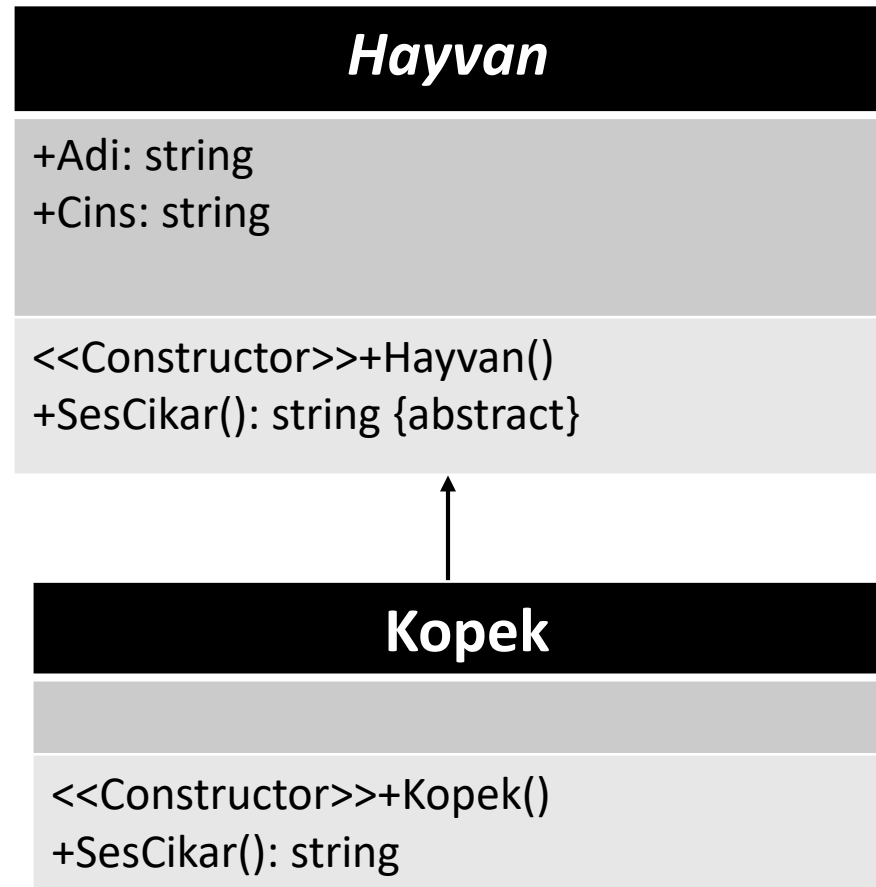 Hayvan
+Adi: string
+Cins: string
<<Constructor>>+Hayvan()
+SesCikar(): string {abstract}
Kopek
<<Constructor>>+Kopek()
+SesCikar(): string